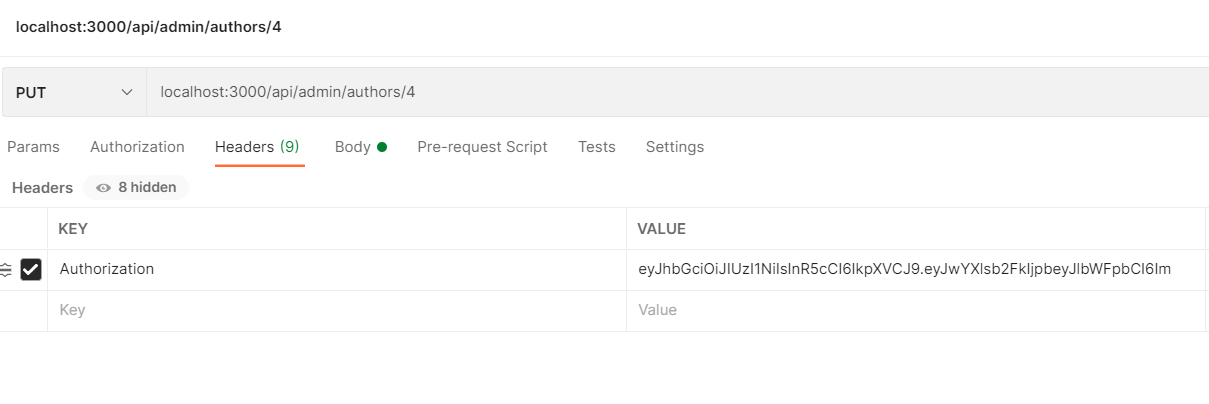 localhost:3000/api/admin/authors/4
PUT localhost:3000/api/admin/authors/4
Params Authorization Headers (9) Body Pre-request Script Tests Settings
Headers 8 hidden
KEY VALUE
Authorization eyJhbGciOiJIUzI1NiIsInR5cCI6IkpXVCJ9.eyJwYXlsb2FkIjpbeyJlbWFpbCI6Im
Key Value